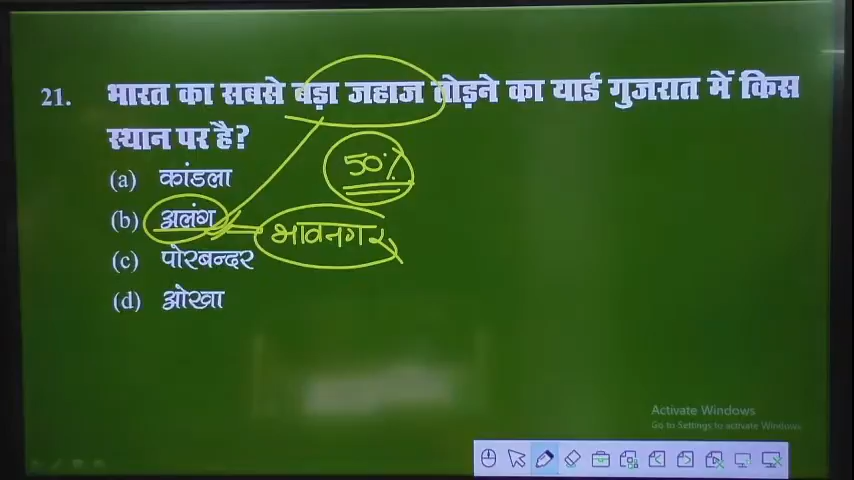 21. भारत का सबसे बड़ा जहाज तोड़ने का यार्ड गुजरात में किस
स्थान पर है?
50%
(a) कांडला
(b) अलंग
भावनगर
(c) पोरबन्दर
(d) ओखा
Activate Windows
Go to Settings to activate Windows.